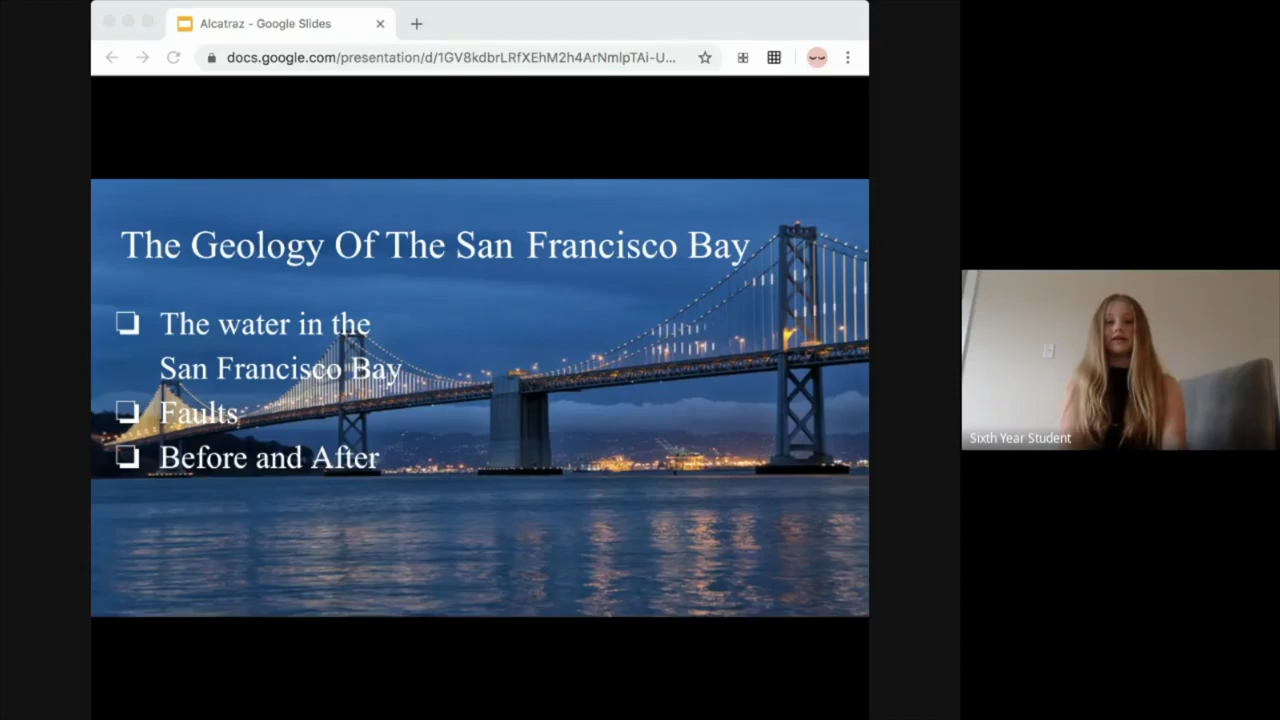 Alcatraz - Google Slides
docs.google.com/presentation/d/1GV8kdbrLRfXEhM2h4ArNmlpTAi-U...
The Geology Of The San Francisco Bay
The water in the
San Francisco Bay
Faults
Before and After
Sixth Year Student